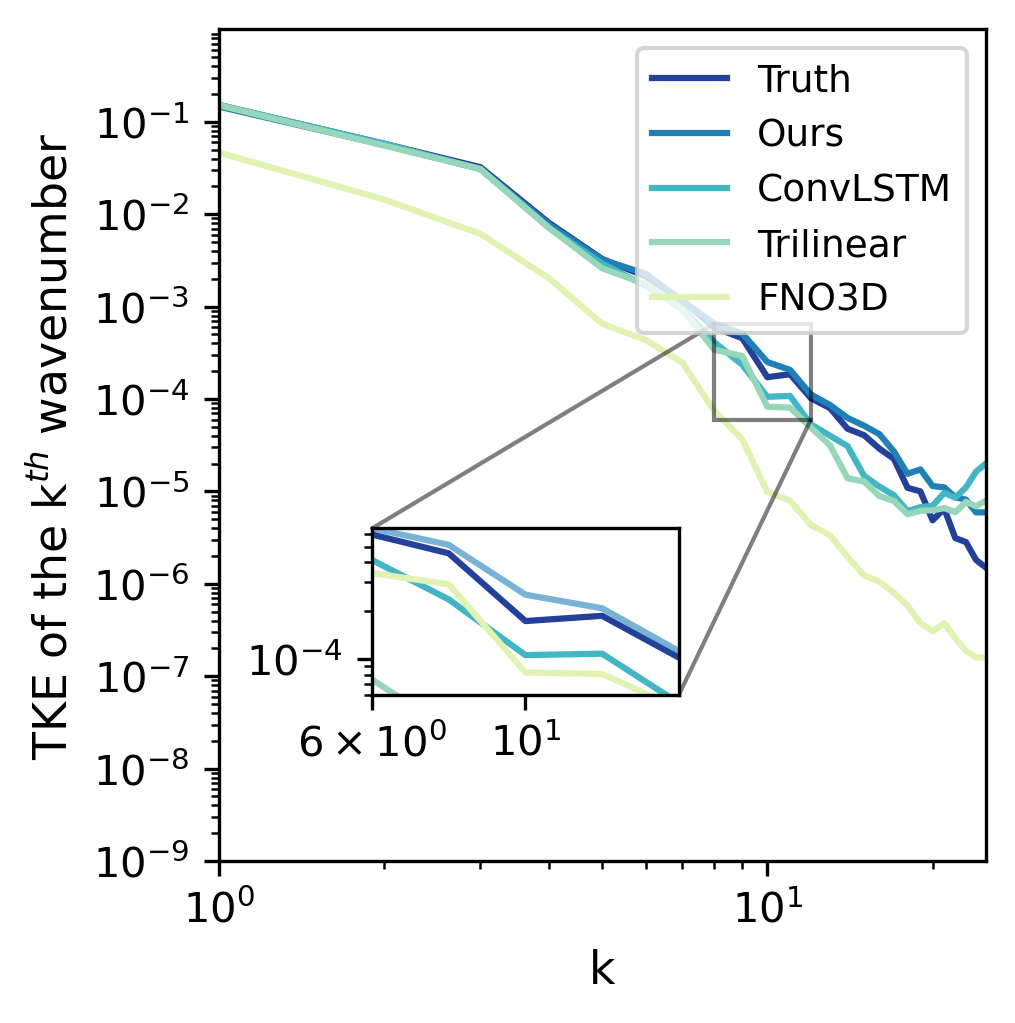 Truth
Ours
ConvLSTM
Trilinear
FNO3D
TKE of the k^{th} wavenumber
10^{-1}
10^{-2}
10^{-3}
10^{-4}
10^{-5}
10^{-6}
10^{-7}
10^{-8}
10^{-9}
10^{-4}
6 × 10^{0} 10^{1}
10^{0} 10^{1}
k